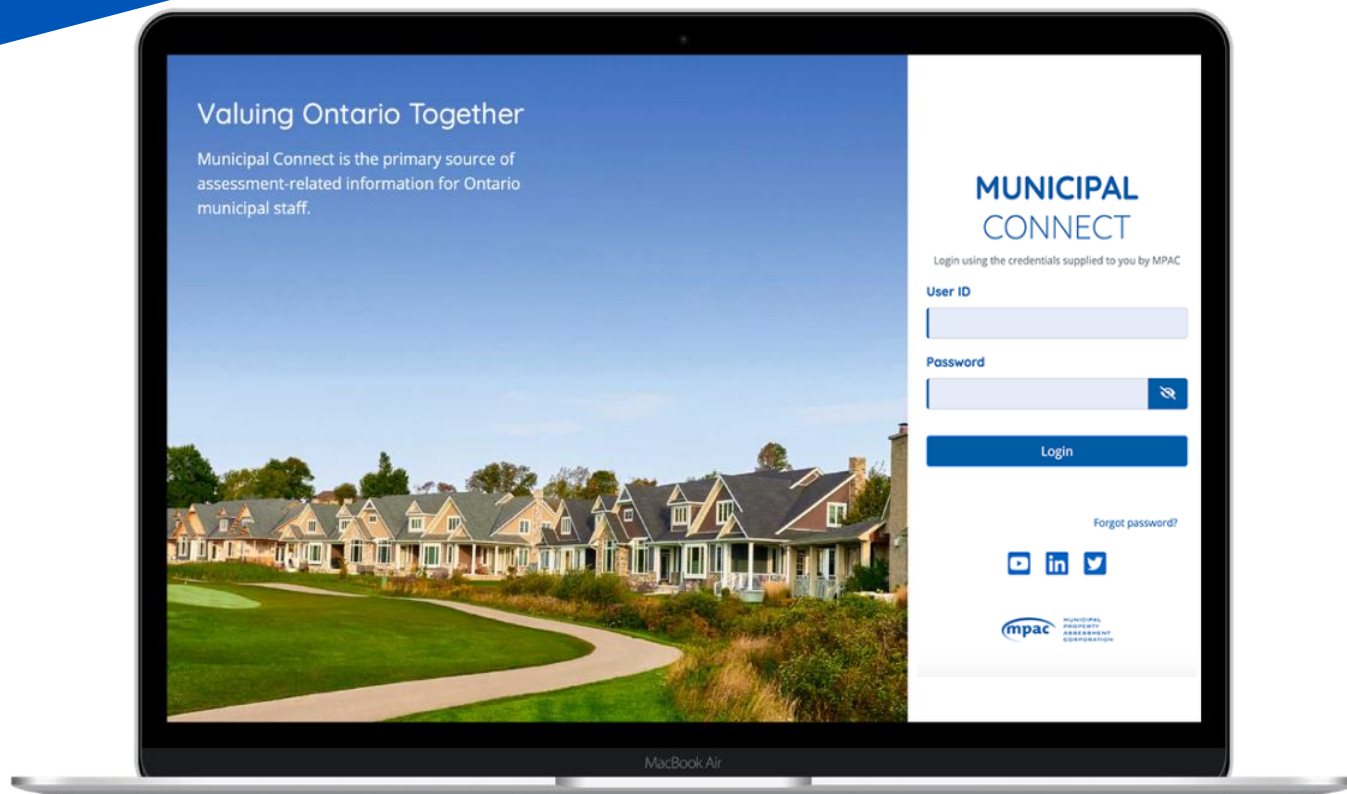 Valuing Ontario Together
Municipal Connect is the primary source of
assessment-related information for Ontario
municipal staff.
MUNICIPAL
CONNECT
Login using the credentials supplied to you by MPAC
User ID
Password
Login
Forgot password?
in
mpac
MUNICIPAL
PROPERTY
ASSESSMENT
CORPORATION
MacBook Air